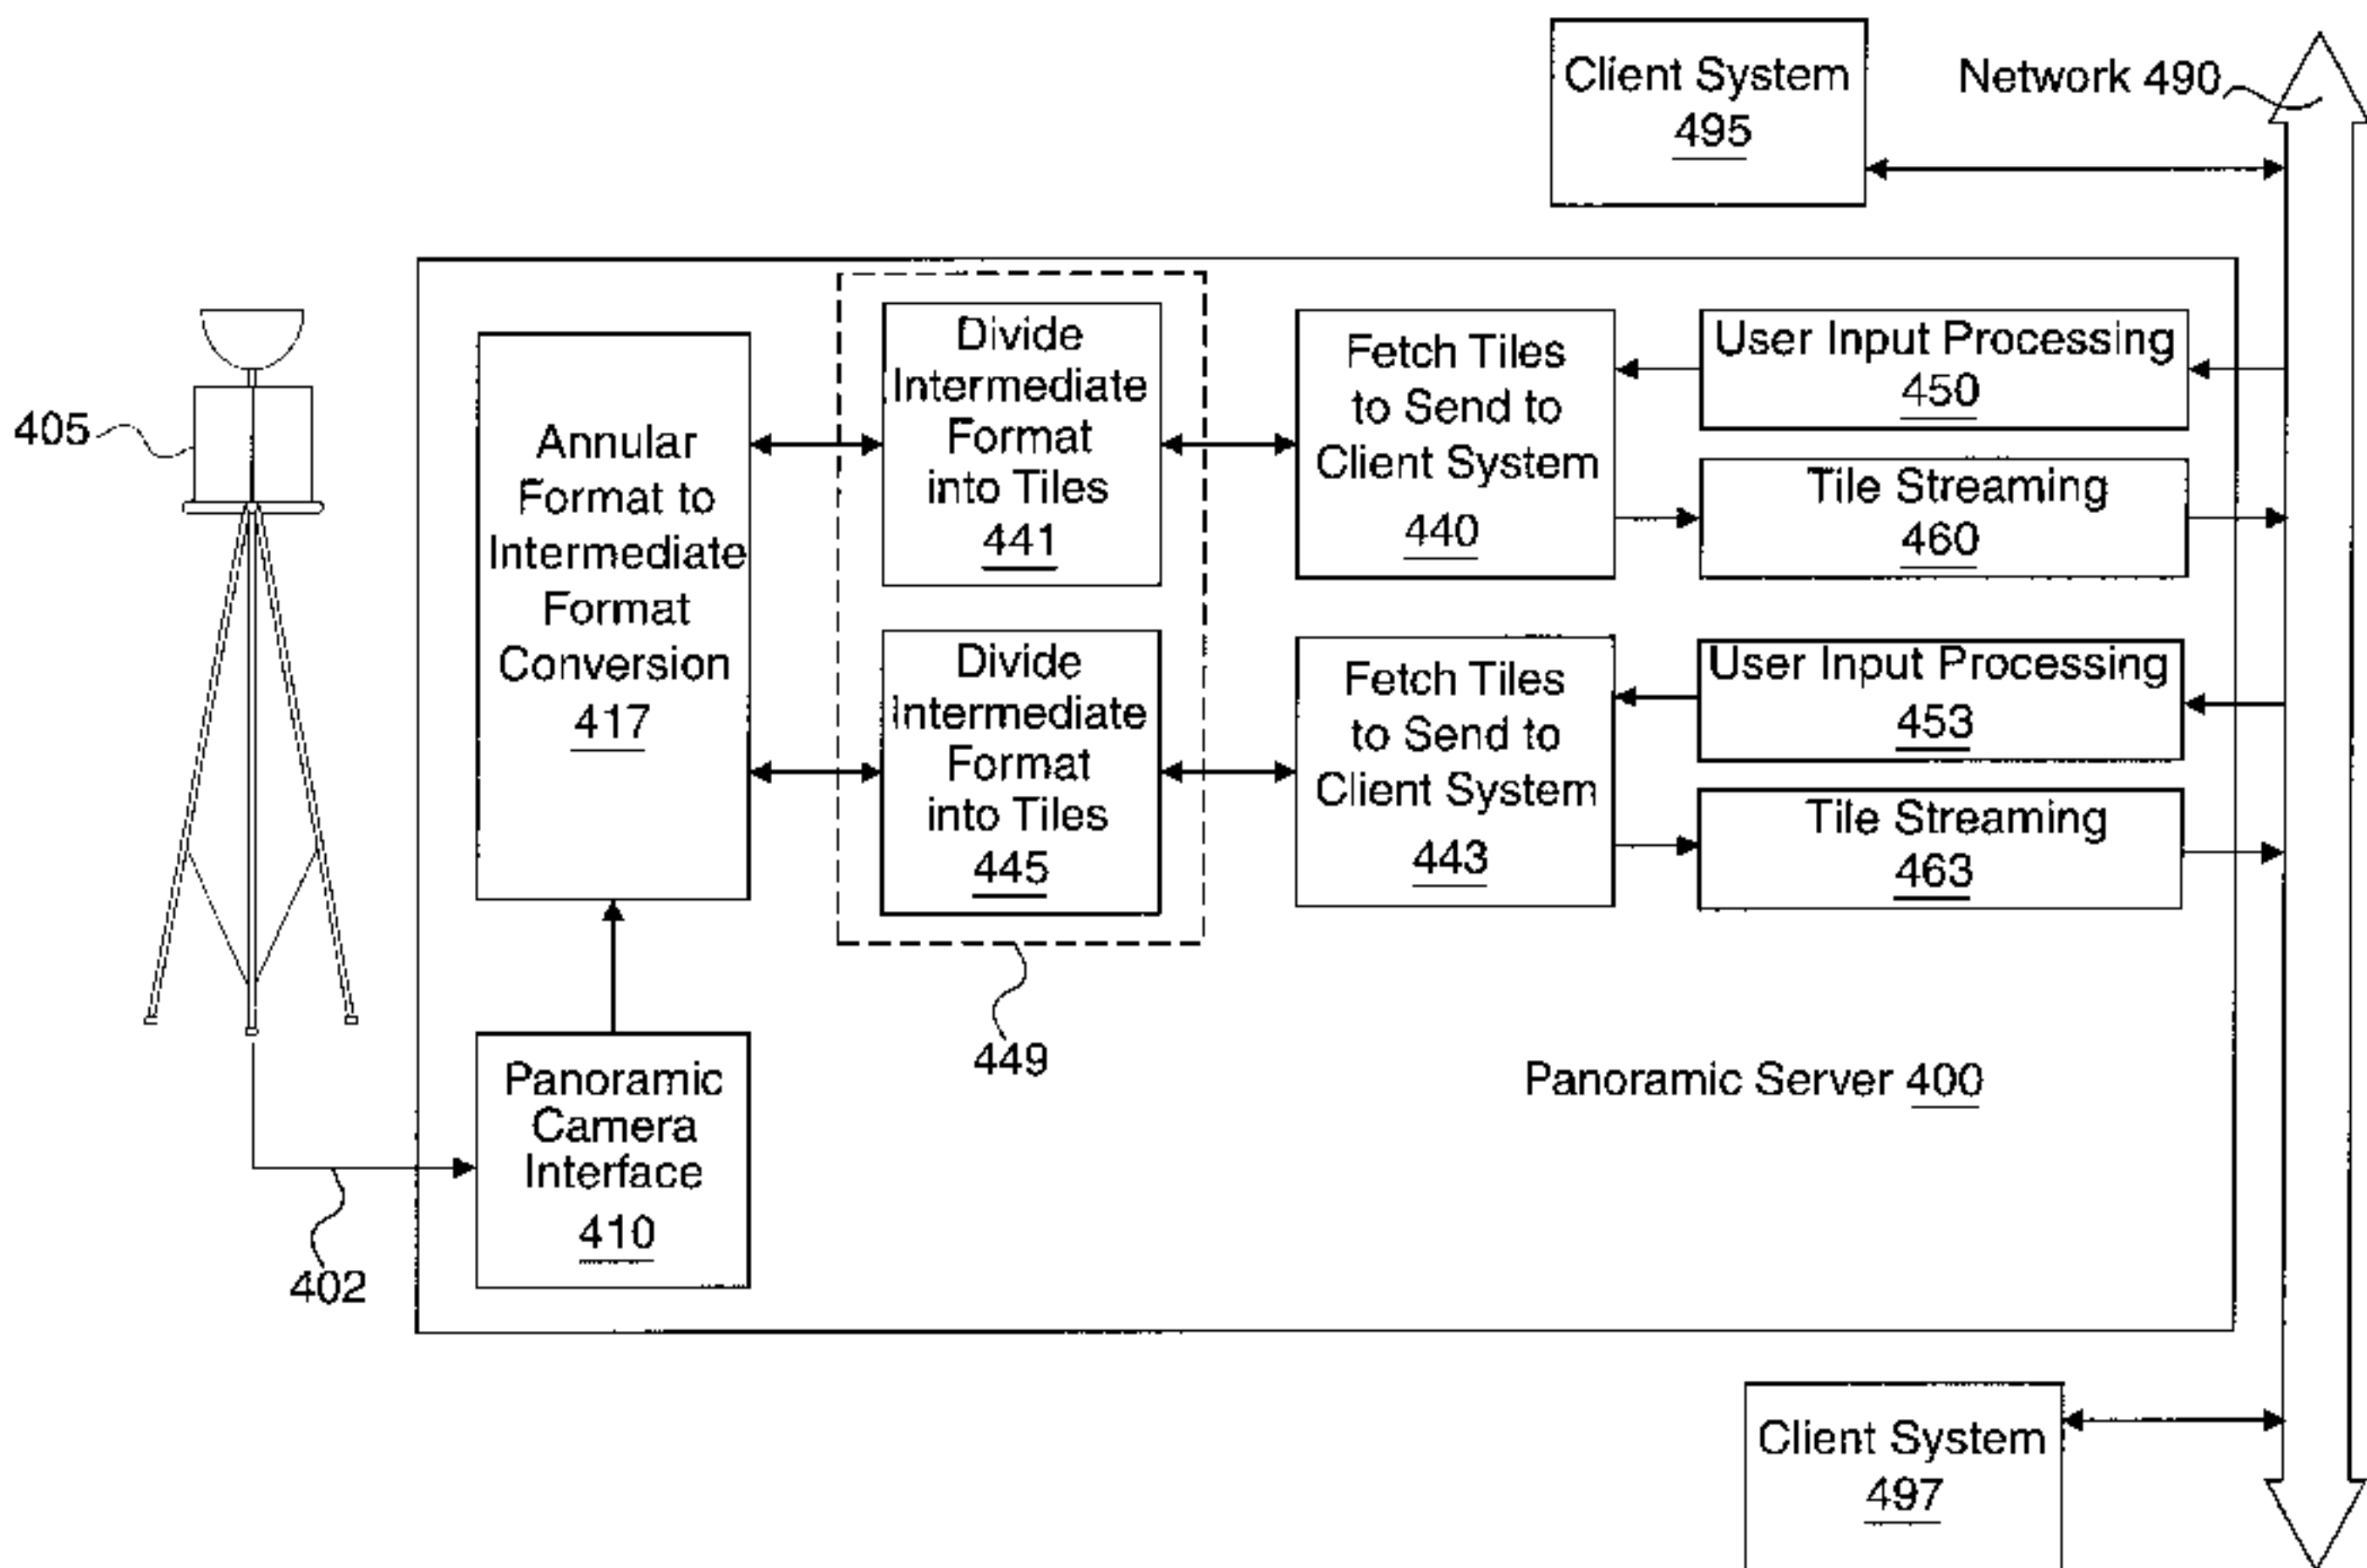 Client System
495
Network 490
405
Annular
Format to
Intermediate
Format
Conversion
417
Divide
Intermediate
Format
into Tiles
441
Fetch Tiles
to Send to
Client System
440
User Input Processing
450
Tile Streaming
460
Divide
Intermediate
Format
into Tiles
445
Fetch Tiles
to Send to
Client System
443
User Input Processing
453
Tile Streaming
463
449
Panoramic
Camera
Interface
410
402
Panoramic Server 400
Client System
497